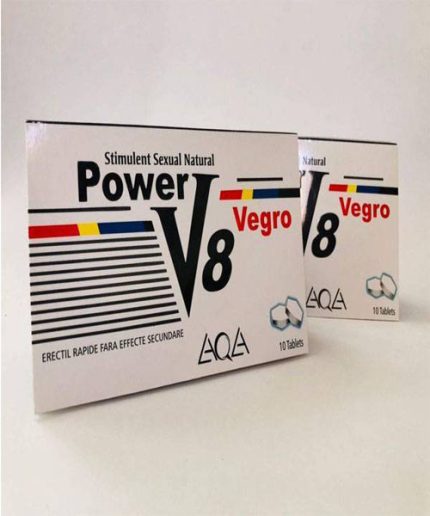 Stimulent Sexual Natural
Power
V8
Vegro
ERECTIL RAPIDE FARA EFFECTE SECUNDARE
AQA
10 Tablets
Natural
8
Vegro
AQA
10 Tablets